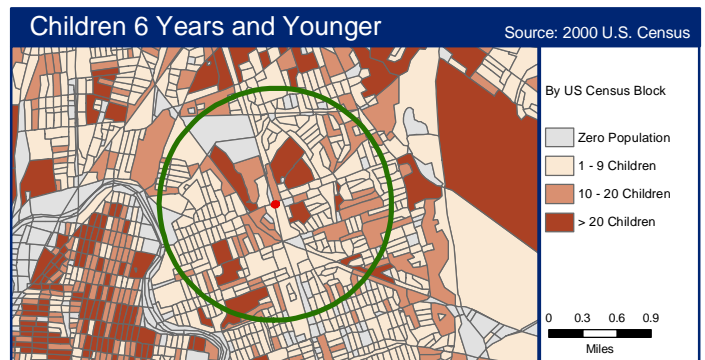 Children 6 Years and Younger
Source: 2000 U.S. Census
By US Census Block
Zero Population
1 - 9 Children
10 - 20 Children
> 20 Children
0 0.3 0.6 0.9
Miles